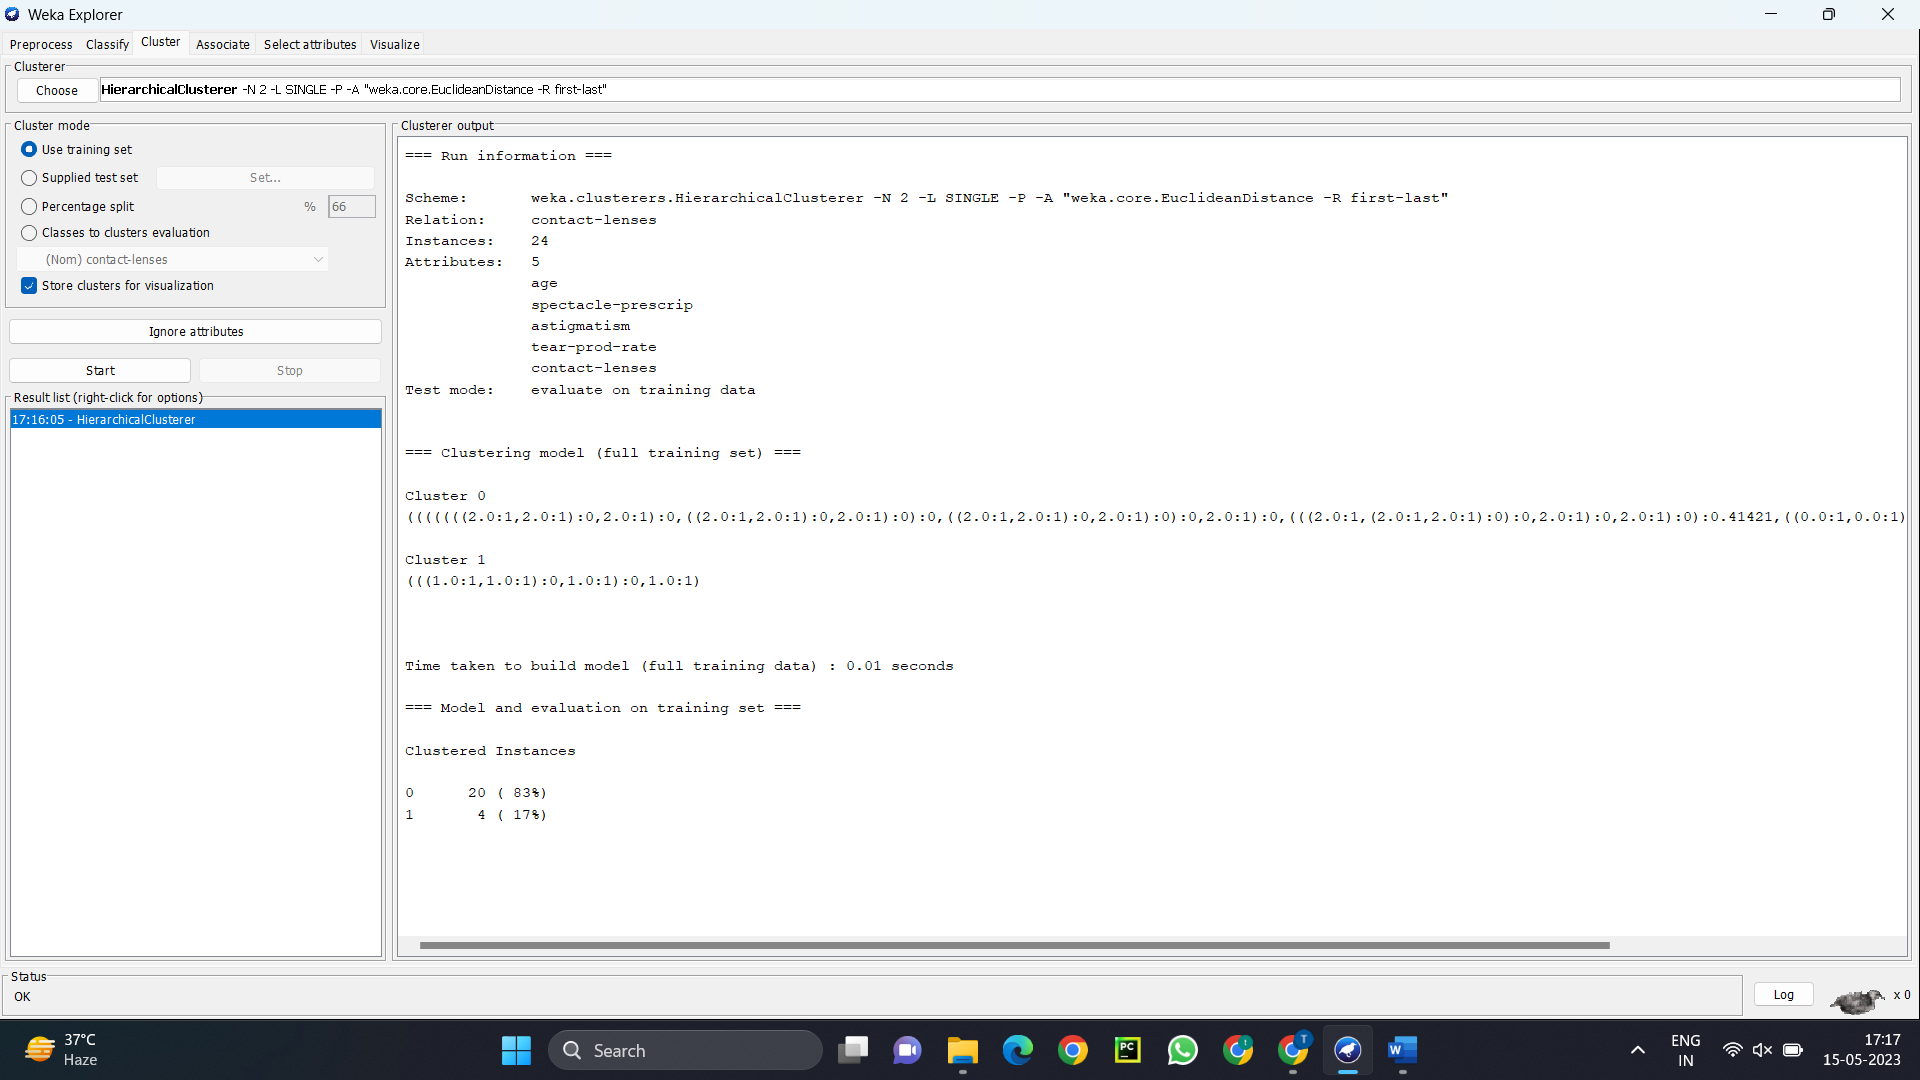 Weka Explorer
Preprocess Classify Cluster Associate Select attributes Visualize
Clusterer
Choose HierarchicalClusterer -N 2 -L SINGLE -P -A "weka.core.EuclideanDistance -R first-last"
Cluster mode
Use training set
Supplied test set Set...
Percentage split % 66
Classes to clusters evaluation
(Nom) contact-lenses
Store clusters for visualization
Ignore attributes
Start Stop
Result list (right-click for options)
17:16:05 - HierarchicalClusterer
Clusterer output
=== Run information ===
Scheme: weka.clusterers.HierarchicalClusterer -N 2 -L SINGLE -P -A "weka.core.EuclideanDistance -R first-last"
Relation: contact-lenses
Instances: 24
Attributes: 5
age
spectacle-prescrip
astigmatism
tear-prod-rate
contact-lenses
Test mode: evaluate on training data
=== Clustering model (full training set) ===
Cluster 0
(((((((2.0:1,2.0:1):0,2.0:1):0,((2.0:1,2.0:1):0,2.0:1):0):0,((2.0:1,2.0:1):0,2.0:1):0):0,2.0:1):0,(((2.0:1,(2.0:1,2.0:1):0):0,2.0:1):0,2.0:1):0):0.41421,((0.0:1,0.0:1)
Cluster 1
(((1.0:1,1.0:1):0,1.0:1):0,1.0:1)
Time taken to build model (full training data) : 0.01 seconds
=== Model and evaluation on training set ===
Clustered Instances
0 20 ( 83%)
1 4 ( 17%)
Status
OK
Log
x 0
37°C
Haze
Search
PC
T
W
ENG
IN
17:17
15-05-2023